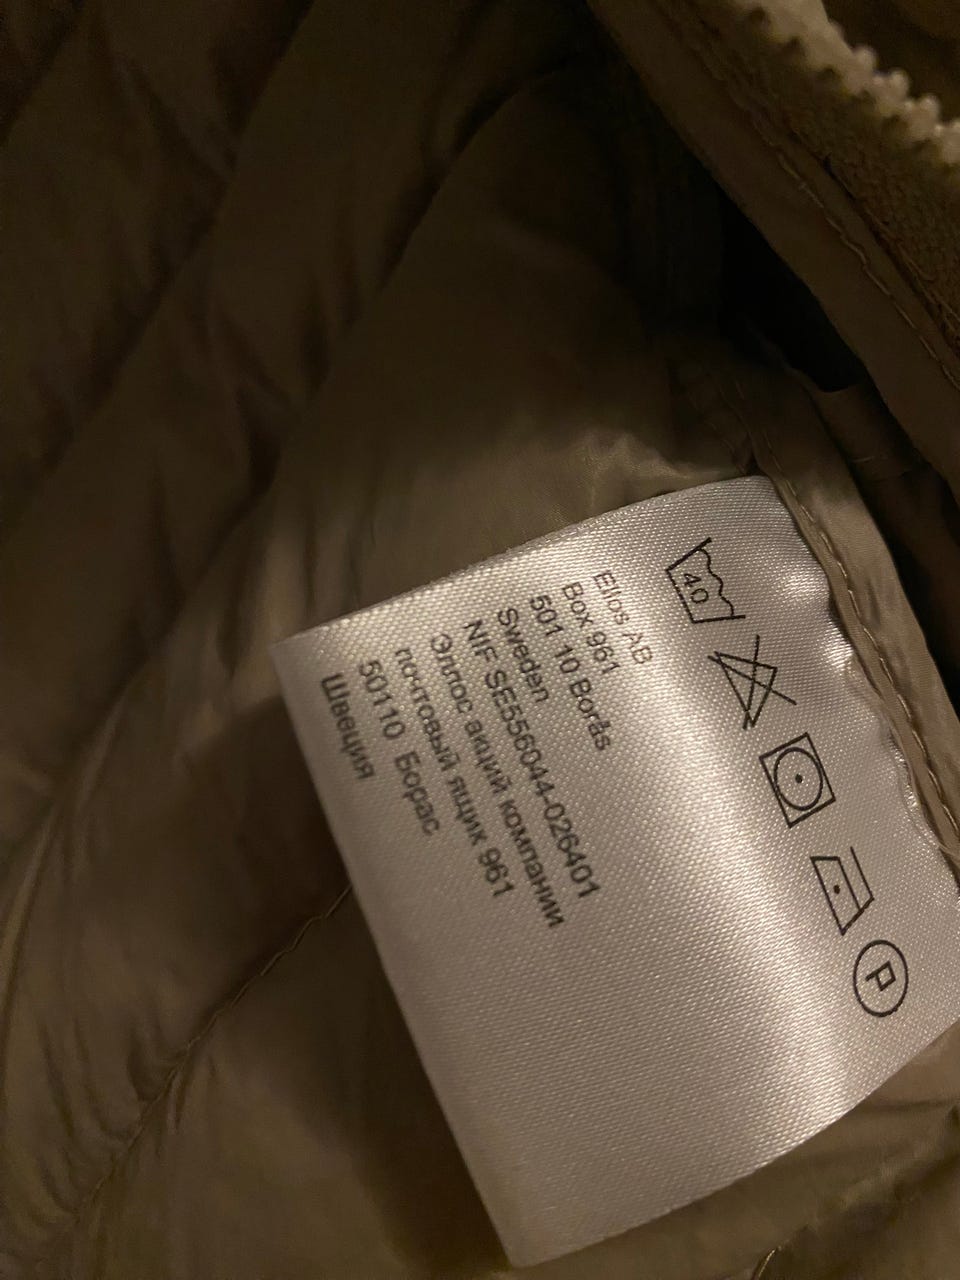 40
P
Ellos AB
Box 961
501 10 Borås
Sweden
NIF SE556044-026401
Эллос акций компании
почтовый ящик 961
50110 Борас
Швеция